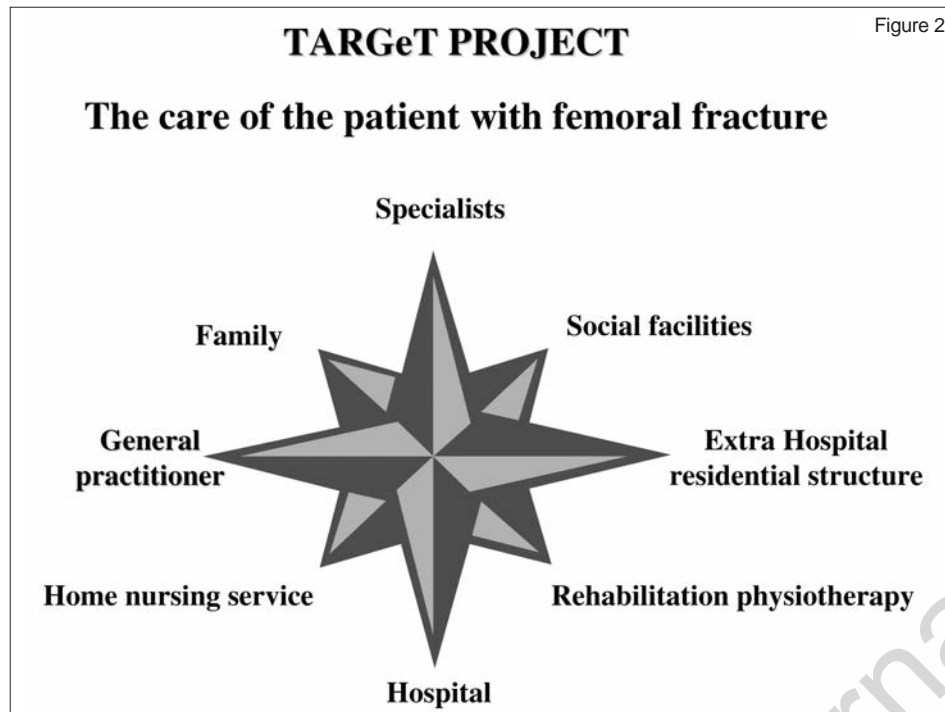 Figure 2
TARGeT PROJECT
The care of the patient with femoral fracture
Specialists
Family
Social facilities
General
practitioner
Extra Hospital
residential structure
Home nursing service
Rehabilitation physiotherapy
Hospital